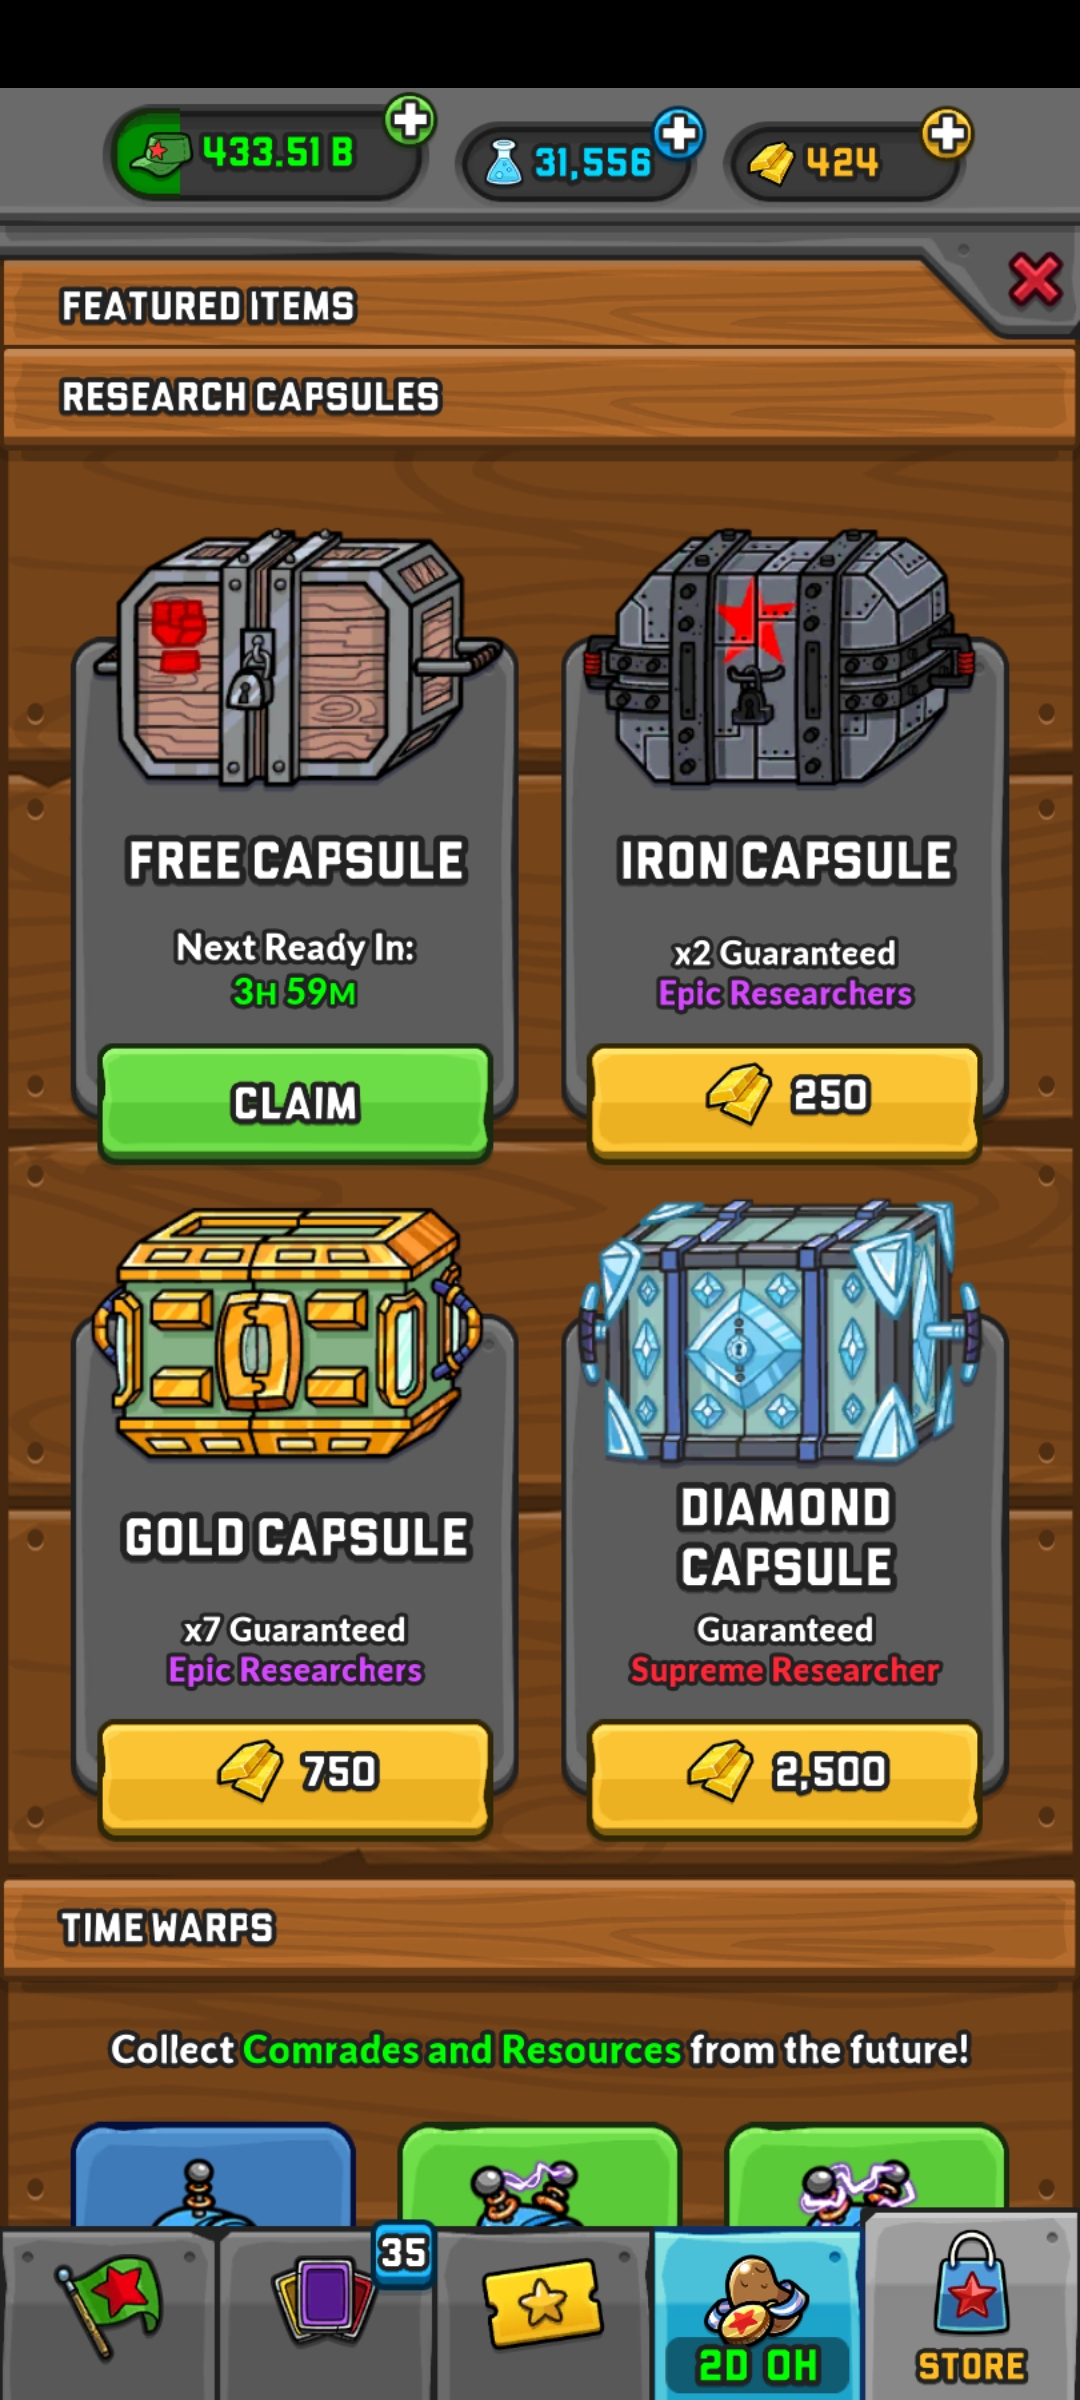 433.51 B
31,556
424
FEATURED ITEMS
RESEARCH CAPSULES
FREE CAPSULE
Next Ready In:
3H 59M
CLAIM
IRON CAPSULE
x2 Guaranteed
Epic Researchers
250
GOLD CAPSULE
x7 Guaranteed
Epic Researchers
750
DIAMOND
CAPSULE
Guaranteed
Supreme Researcher
2,500
TIME WARPS
Collect Comrades and Resources from the future!
35
2D 0H
STORE